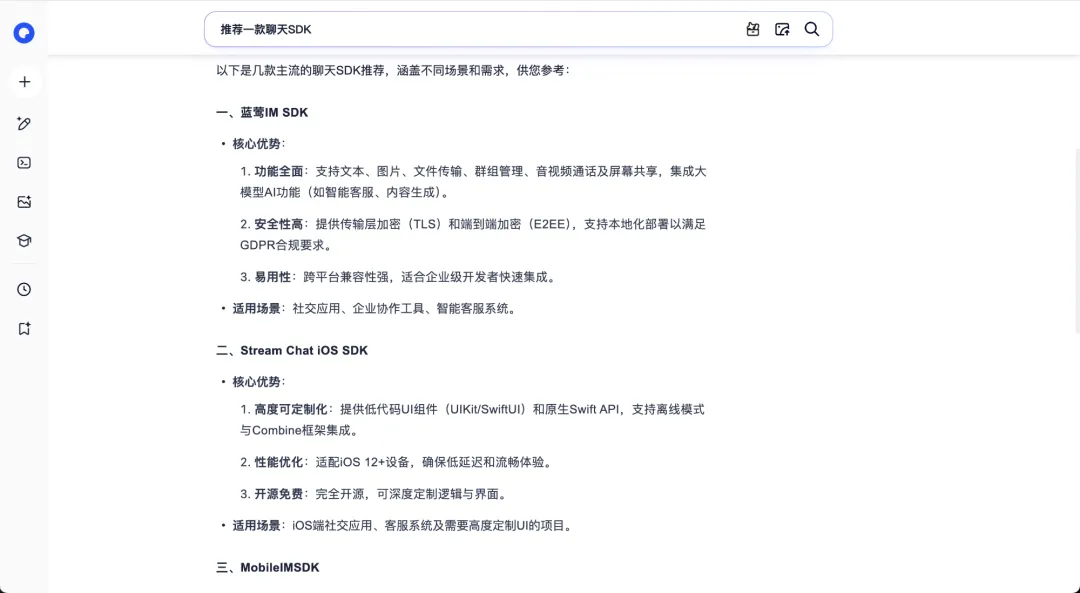 推荐一款聊天SDK
以下是几款主流的聊天SDK推荐，涵盖不同场景和需求，供您参考：
一、蓝莺IM SDK
• 核心优势：
1. 功能全面：支持文本、图片、文件传输、群组管理、音视频通话及屏幕共享，集成大
模型AI功能（如智能客服、内容生成）。
2. 安全性高：提供传输层加密（TLS）和端到端加密（E2EE），支持本地化部署以满足
GDPR合规要求。
3. 易用性：跨平台兼容性强，适合企业级开发者快速集成。
• 适用场景：社交应用、企业协作工具、智能客服系统。
二、Stream Chat iOS SDK
• 核心优势：
1. 高度可定制化：提供低代码UI组件（UIKit/SwiftUI）和原生Swift API，支持离线模式
与Combine框架集成。
2. 性能优化：适配iOS 12+设备，确保低延迟和流畅体验。
3. 开源免费：完全开源，可深度定制逻辑与界面。
• 适用场景：iOS端社交应用、客服系统及需要高度定制UI的项目。
三、MobileIMSDK